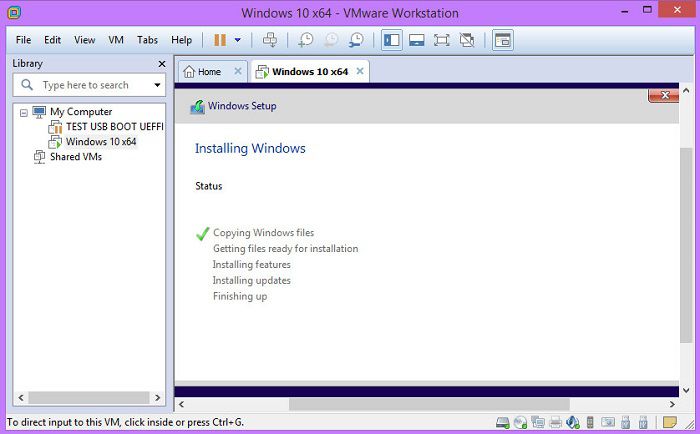 Windows 10 x64 - VMware Workstation
File Edit View VM Tabs Help
Library
Type here to search
My Computer
TEST USB BOOT UEFFI
Windows 10 x64
Shared VMs
Home
Windows 10 x64
Windows Setup
Installing Windows
Status
Copying Windows files
Getting files ready for installation
Installing features
Installing updates
Finishing up
To direct input to this VM, click inside or press Ctrl+G.